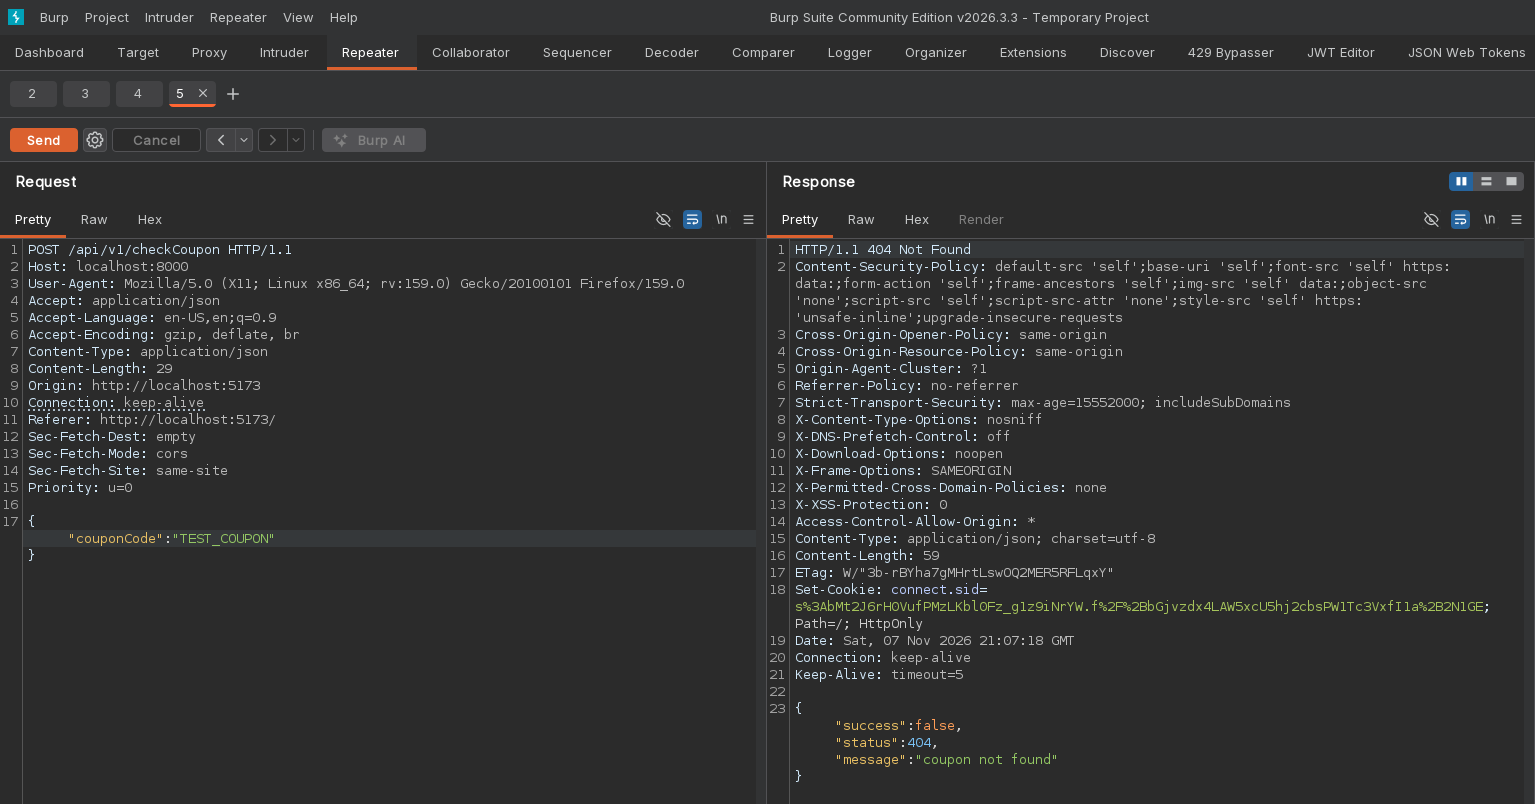 Burp Project Intruder Repeater View Help Burp Suite Community Edition v2026.3.3 - Temporary Project
Dashboard Target Proxy Intruder Repeater Collaborator Sequencer Decoder Comparer Logger Organizer Extensions Discover 429 Bypasser JWT Editor JSON Web Tokens
2 3 4 5 × +
Send Cancel < > Burp AI
Request
Pretty Raw Hex \n
1 POST /api/v1/checkCoupon HTTP/1.1
2 Host: localhost:8000
3 User-Agent: Mozilla/5.0 (X11; Linux x86_64; rv:159.0) Gecko/20100101 Firefox/159.0
4 Accept: application/json
5 Accept-Language: en-US,en;q=0.9
6 Accept-Encoding: gzip, deflate, br
7 Content-Type: application/json
8 Content-Length: 29
9 Origin: http://localhost:5173
10 Connection: keep-alive
11 Referer: http://localhost:5173/
12 Sec-Fetch-Dest: empty
13 Sec-Fetch-Mode: cors
14 Sec-Fetch-Site: same-site
15 Priority: u=0
16
17 {
"couponCode":"TEST_COUPON"
}
Response
Pretty Raw Hex Render \n
1 HTTP/1.1 404 Not Found
2 Content-Security-Policy: default-src 'self';base-uri 'self';font-src 'self' https:
data:;form-action 'self';frame-ancestors 'self';img-src 'self' data:;object-src
'none';script-src 'self';script-src-attr 'none';style-src 'self' https:
'unsafe-inline';upgrade-insecure-requests
3 Cross-Origin-Opener-Policy: same-origin
4 Cross-Origin-Resource-Policy: same-origin
5 Origin-Agent-Cluster: ?1
6 Referrer-Policy: no-referrer
7 Strict-Transport-Security: max-age=15552000; includeSubDomains
8 X-Content-Type-Options: nosniff
9 X-DNS-Prefetch-Control: off
10 X-Download-Options: noopen
11 X-Frame-Options: SAMEORIGIN
12 X-Permitted-Cross-Domain-Policies: none
13 X-XSS-Protection: 0
14 Access-Control-Allow-Origin: *
15 Content-Type: application/json; charset=utf-8
16 Content-Length: 59
17 ETag: W/"3b-rBYha7gMHrtLswOQ2MER5RFLqxY"
18 Set-Cookie: connect.sid=
s%3AbMt2J6rHOVufPMzLKblOFz_g1z9iNrYW.f%2F%2BbGjvzdx4LAW5xcU5hj2cbsPW1Tc3VxfI1a%2B2N1GE;
Path=/; HttpOnly
19 Date: Sat, 07 Nov 2026 21:07:18 GMT
20 Connection: keep-alive
21 Keep-Alive: timeout=5
22
23 {
"success":false,
"status":404,
"message":"coupon not found"
}